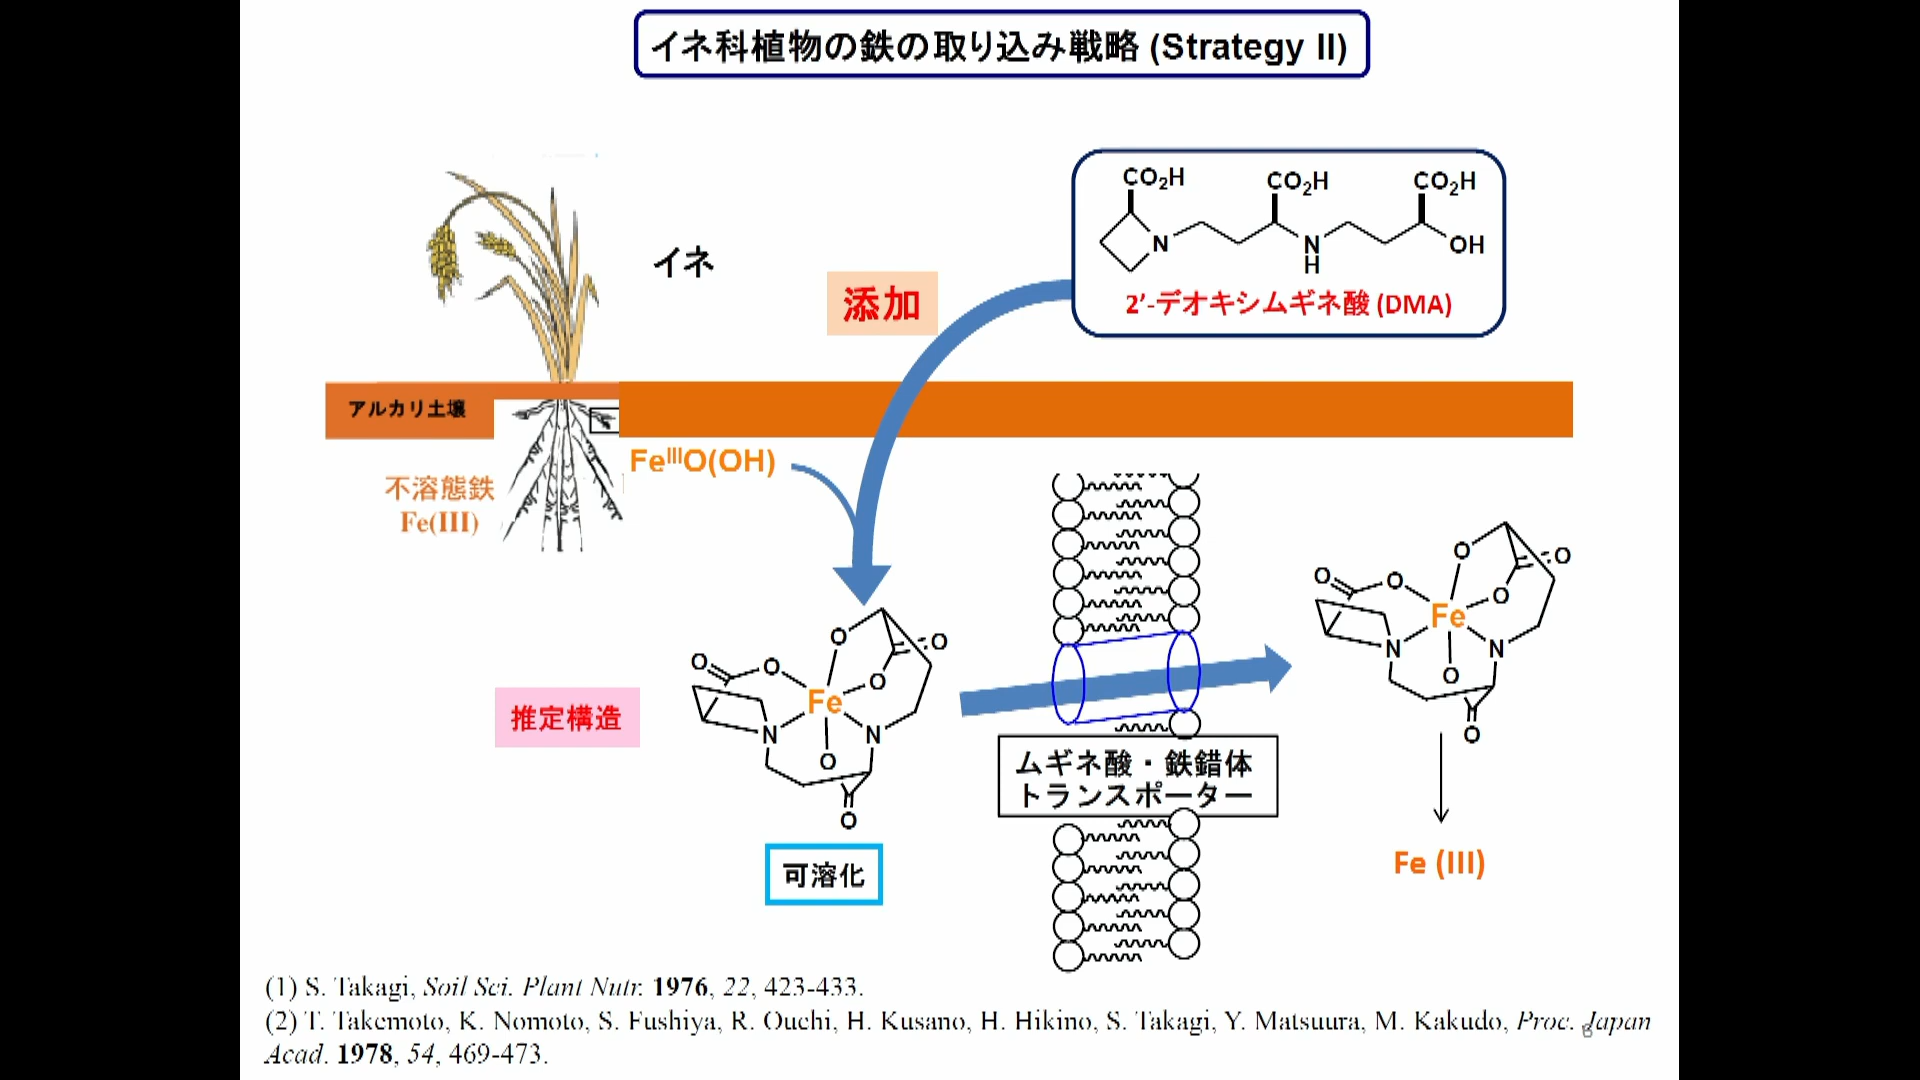 イネ科植物の鉄の取り込み戦略 (Strategy II)
CO₂H CO₂H CO₂H
N N H OH
2’-デオキシムギネ酸 (DMA)
イネ
添加
アルカリ土壌
FeᴵᴵᴵO(OH)
不溶態鉄
Fe(III)
O O O O O Fe N N O O
推定構造
可溶化
ムギネ酸・鉄錯体
トランスポーター
O O O O O Fe N N O O
Fe (III)
(1) S. Takagi, Soil Sci. Plant Nutr. 1976, 22, 423-433.
(2) T. Takemoto, K. Nomoto, S. Fushiya, R. Ouchi, H. Kusano, H. Hikino, S. Takagi, Y. Matsuura, M. Kakudo, Proc. Japan
Acad. 1978, 54, 469-473.